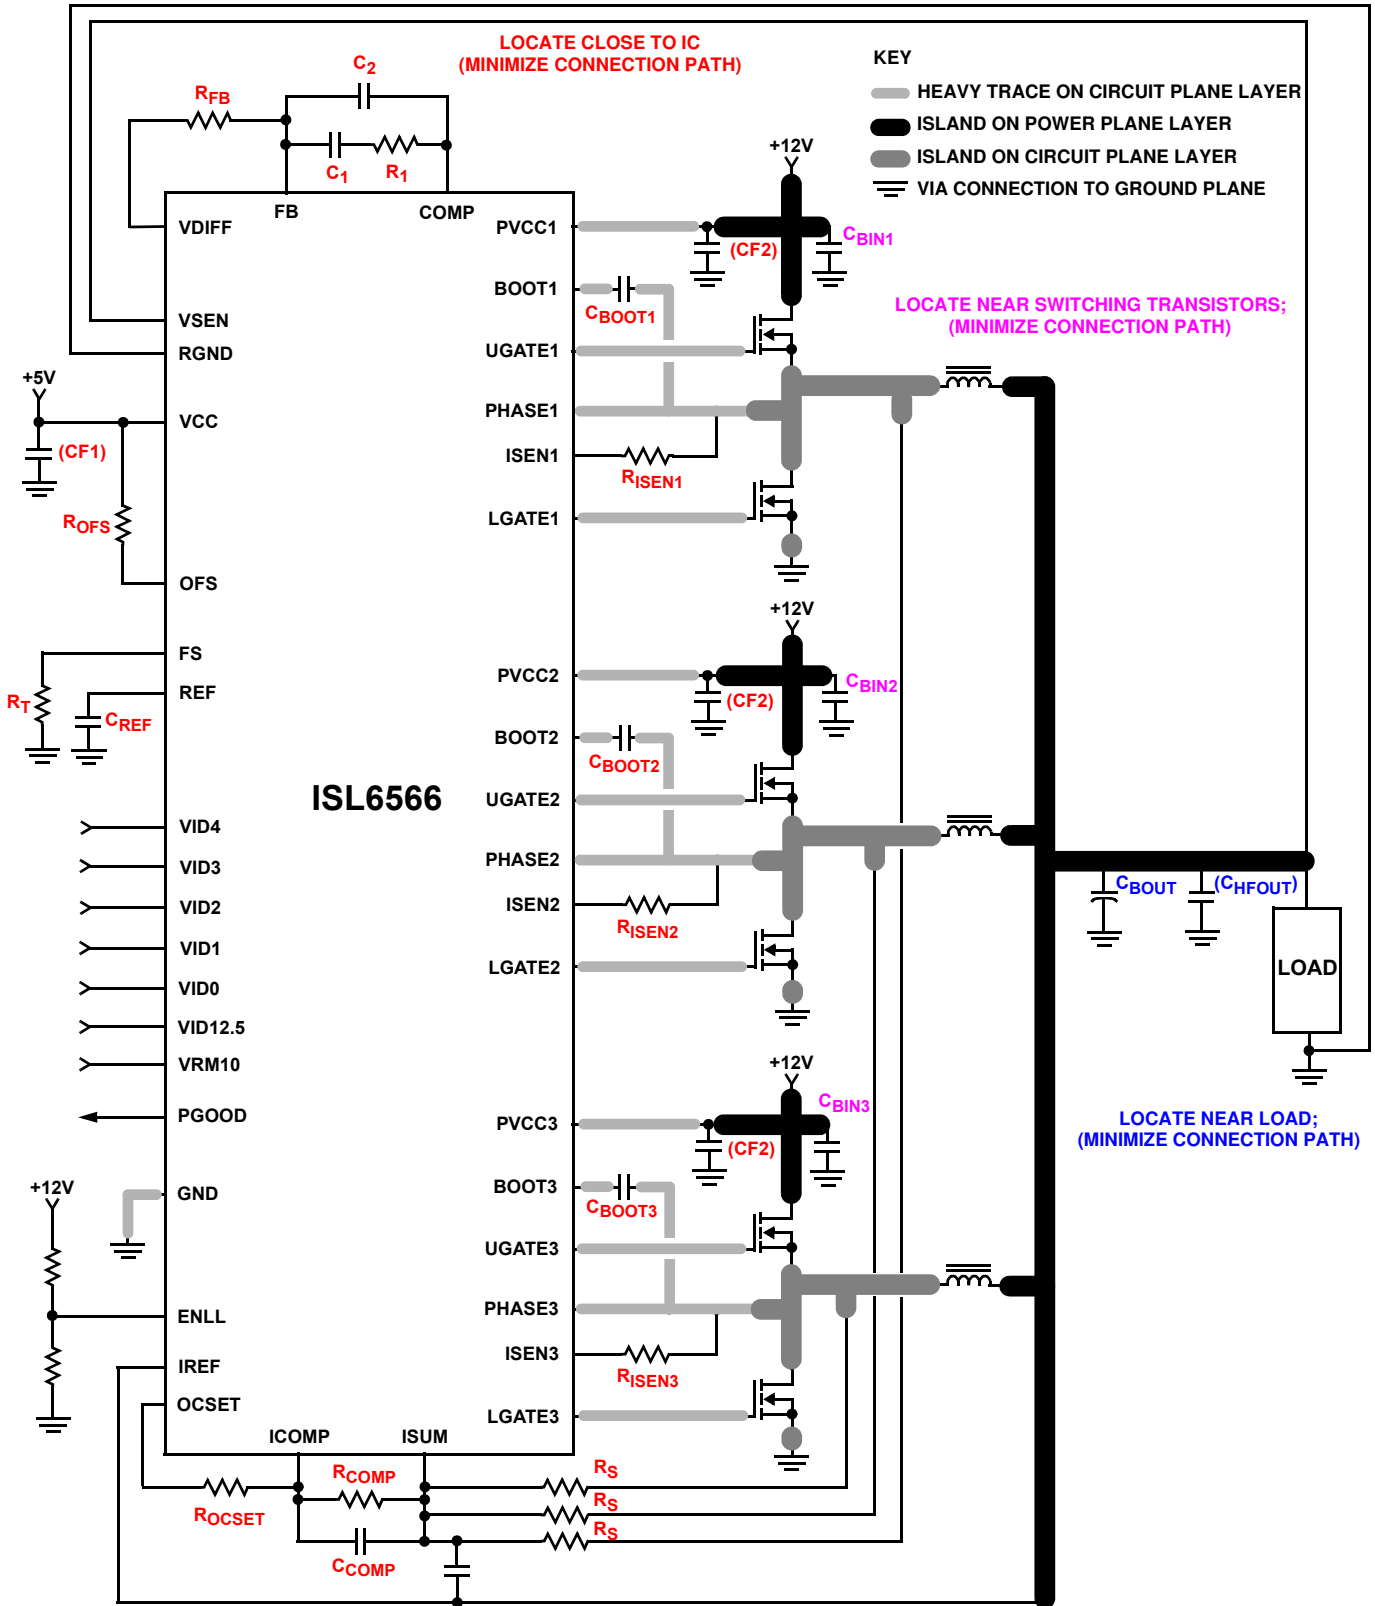 LOCATE CLOSE TO IC
(MINIMIZE CONNECTION PATH)
KEY
HEAVY TRACE ON CIRCUIT PLANE LAYER
ISLAND ON POWER PLANE LAYER
ISLAND ON CIRCUIT PLANE LAYER
VIA CONNECTION TO GROUND PLANE
C2
RFB
C1
R1
+12V
FB
COMP
VDIFF
PVCC1
(CF2)
CBIN1
BOOT1
CBOOT1
LOCATE NEAR SWITCHING TRANSISTORS;
(MINIMIZE CONNECTION PATH)
VSEN
RGND
UGATE1
+5V
VCC
PHASE1
(CF1)
ISEN1
RISEN1
ROFS
LGATE1
OFS
+12V
FS
REF
RT
CREF
PVCC2
(CF2)
CBIN2
BOOT2
CBOOT2
ISL6566
UGATE2
VID4
VID3
PHASE2
VID2
ISEN2
RISEN2
CBOUT
(CHFOUT)
VID1
LGATE2
LOAD
VID0
VID12.5
VRM10
+12V
PGOOD
PVCC3
(CF2)
CBIN3
LOCATE NEAR LOAD;
(MINIMIZE CONNECTION PATH)
+12V
GND
BOOT3
CBOOT3
UGATE3
ENLL
PHASE3
IREF
ISEN3
RISEN3
OCSET
LGATE3
ICOMP
ISUM
RCOMP
RS
ROCSET
RS
RS
CCOMP